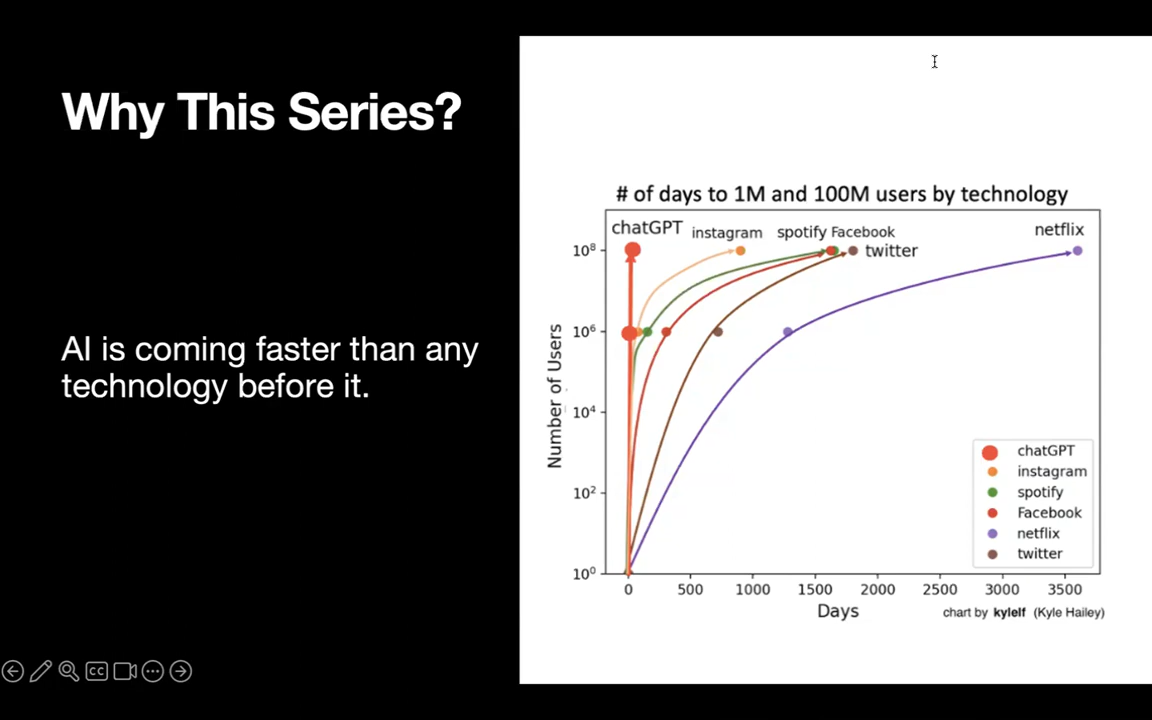 Why This Series?
AI is coming faster than any
technology before it.
# of days to 1M and 100M users by technology
chatGPT
instagram
spotify
Facebook
twitter
netflix
10⁸
10⁶
10⁴
10²
10⁰
Number of Users
0
500
1000
1500
2000
2500
3000
3500
Days
chatGPT
instagram
spotify
Facebook
netflix
twitter
chart by kylelf (Kyle Hailey)
CC